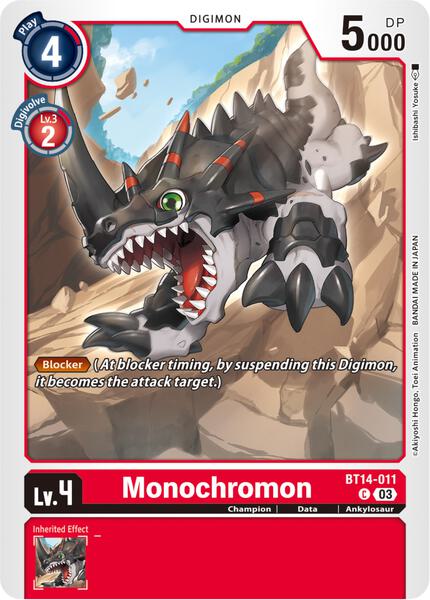 DIGIMON
Play
4
DP
5000
Digivolve
Lv.3
2
Ishibashi Yosuke
©Akiyoshi Hongo, Toei Animation BANDAI MADE IN JAPAN
Blocker (At blocker timing, by suspending this Digimon,
it becomes the attack target.)
BT14-011
Lv.4 Monochromon C 03
Champion | Data | Ankylosaur
Inherited Effect –